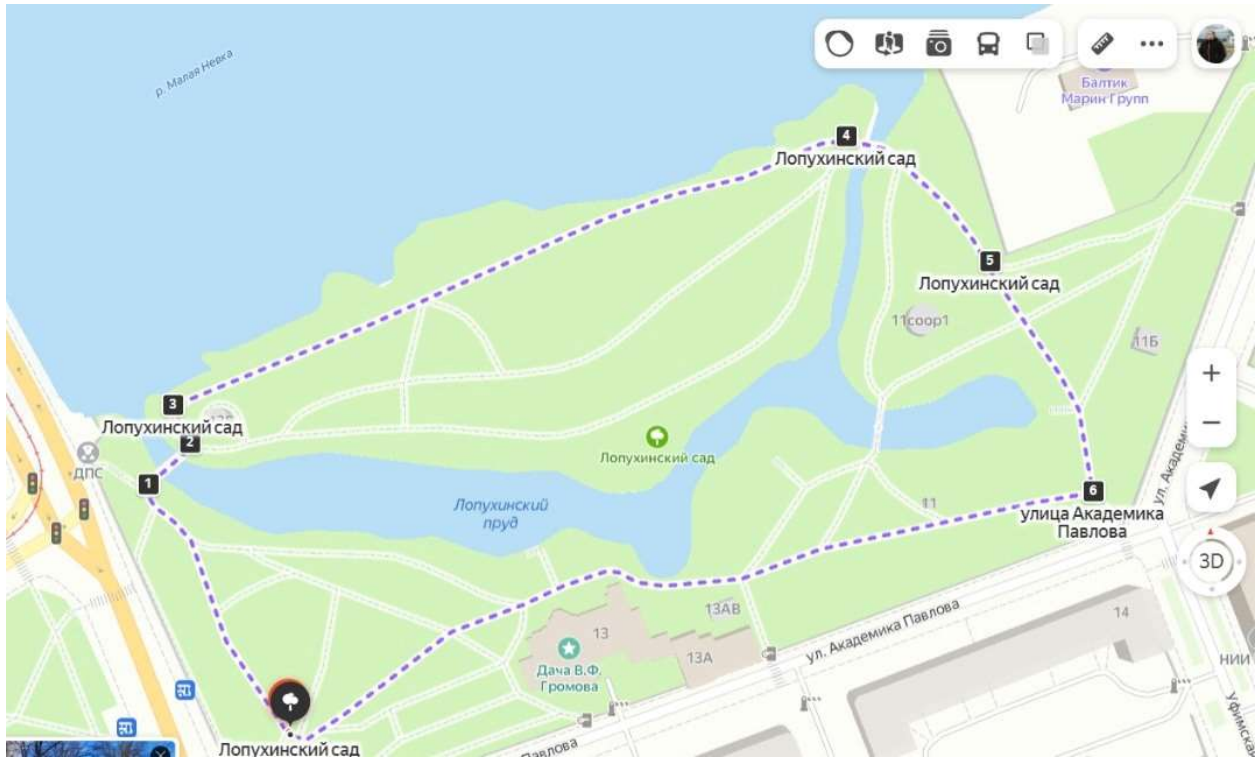 р. Малая Невка
Балтик
Марин Групп
4
Лопухинский сад
5
Лопухинский сад
11соор1
11Б
3
Лопухинский сад
2
ДПС
1
Лопухинский сад
Лопухинский
пруд
11
6
улица Академика
Павлова
ул. Академи
3D
13АВ
13
13А
Дача В.Ф.
Громова
ул. Академика Павлова
14
НИИ
Уфимская
Лопухинский сад
Павлова